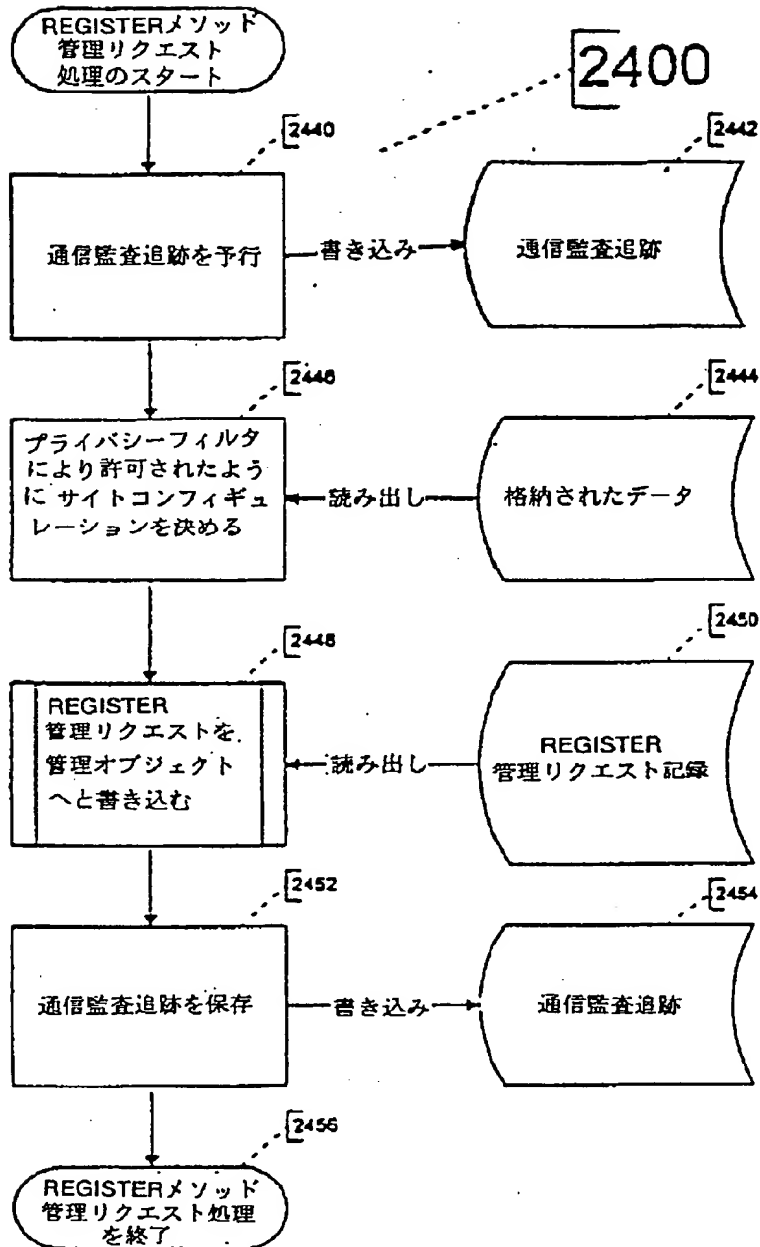 REGISTERメソッド
管理リクエスト
処理のスタート
2400
2440
2442
通信監査追跡を予行
書き込み
通信監査追跡
2446
2444
プライバシーフィルタ
により許可されたよう
に サイトコンフィギュ
レーションを決める
読み出し
格納されたデータ
2448
2450
REGISTER
管理リクエストを
管理オブジェクト
へと書き込む
読み出し
REGISTER
管理リクエスト記録
2452
2454
通信監査追跡を保存
書き込み
通信監査追跡
2456
REGISTERメソッド
管理リクエスト処理
を終了